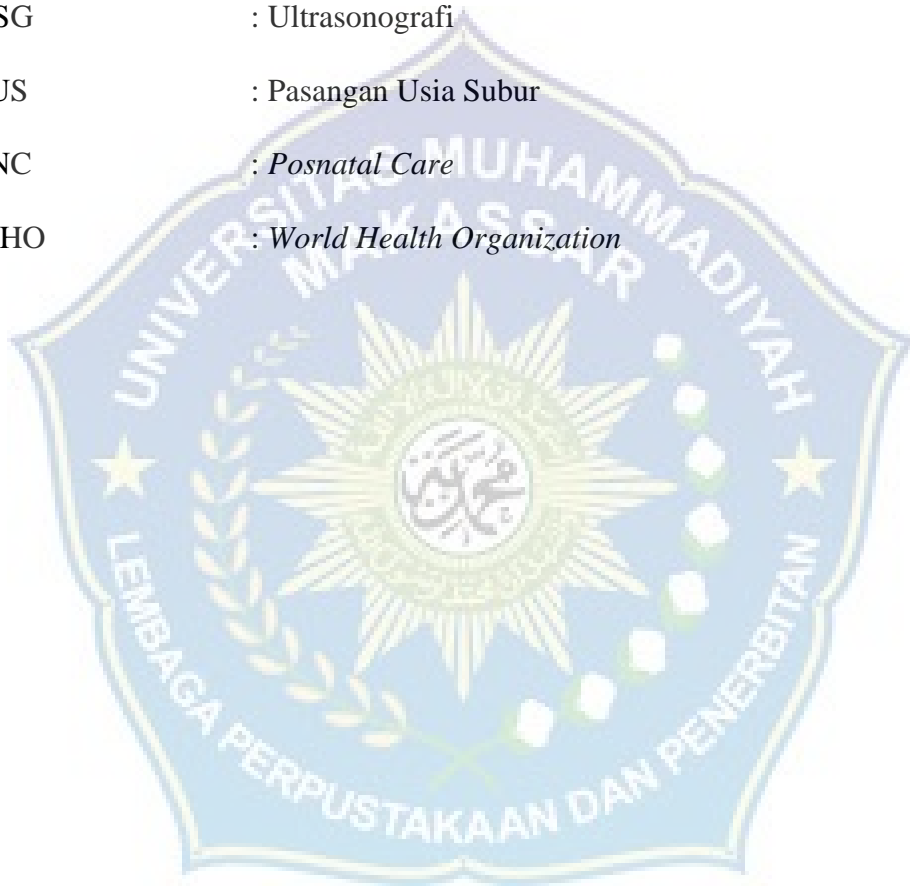 SG : Ultrasonografi
US : Pasangan Usia Subur
NC : Posnatal Care
HO : World Health Organization
UNIVERSITAS MUHAMMADIYAH
MAKASSAR
LEMBAGA PERPUSTAKAAN DAN PENERBITAN